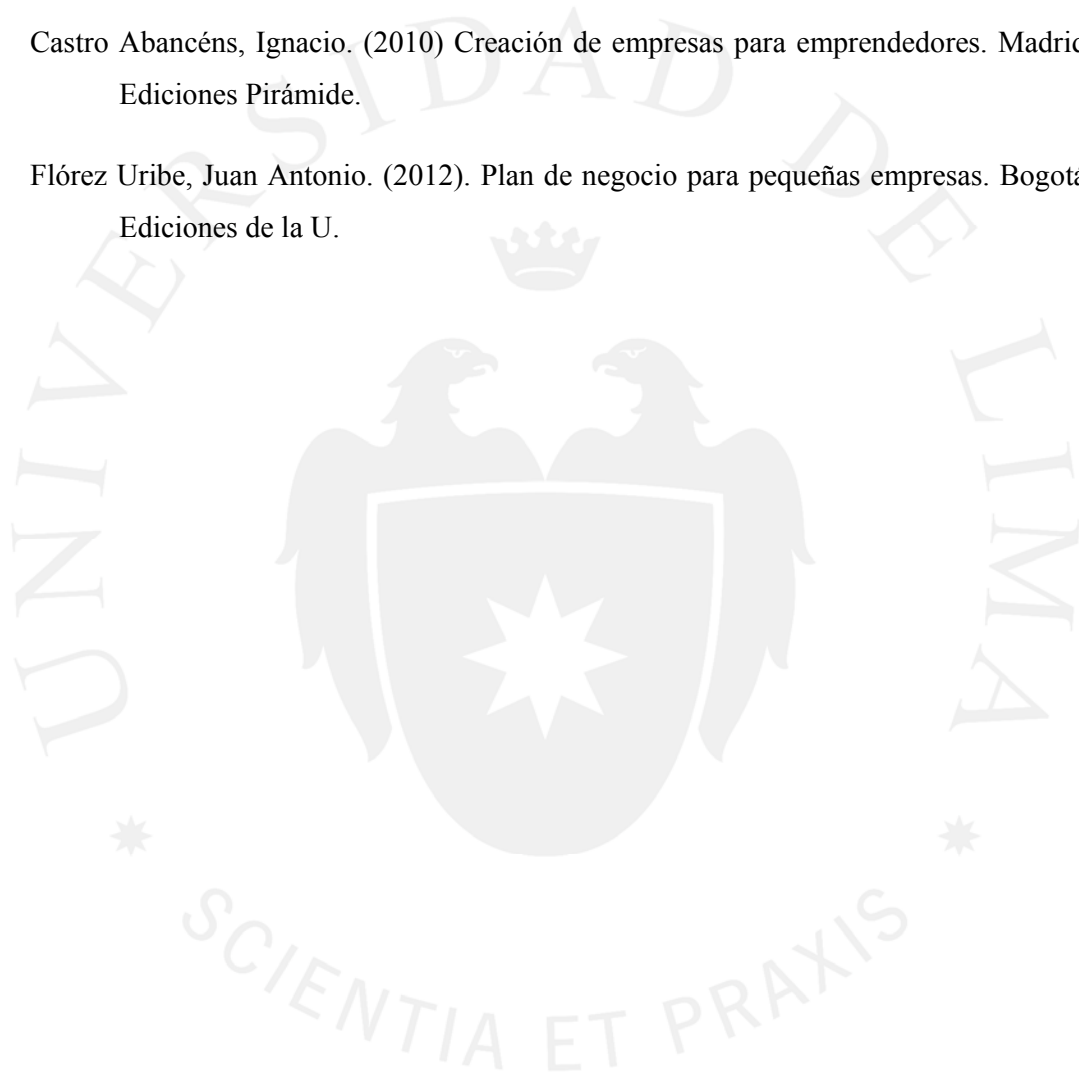 Castro Abancéns, Ignacio. (2010) Creación de empresas para emprendedores. Madrid
Ediciones Pirámide.
Flórez Uribe, Juan Antonio. (2012). Plan de negocio para pequeñas empresas. Bogotá
Ediciones de la U.
UNIVERSIDAD DE LIMA
SCIENTIA ET PRAXIS